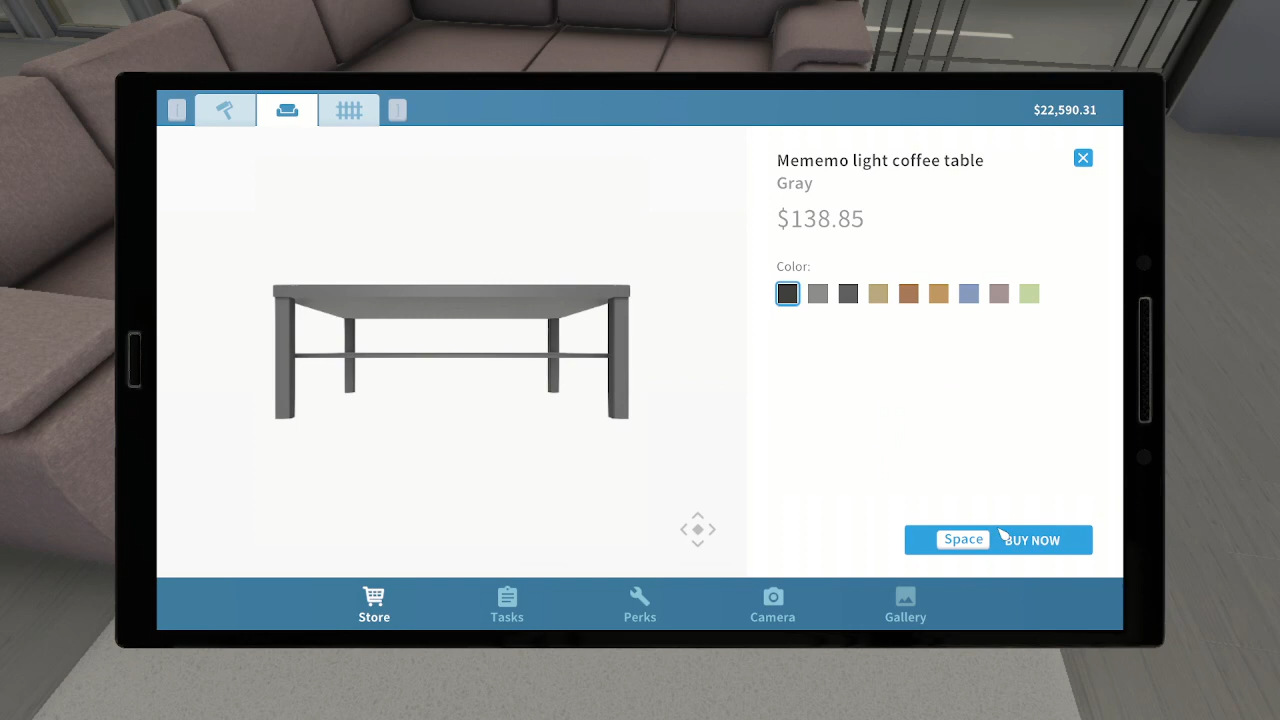 $22,590.31
Mememo light coffee table
Gray
$138.85
Color:
Space BUY NOW
Store Tasks Perks Camera Gallery